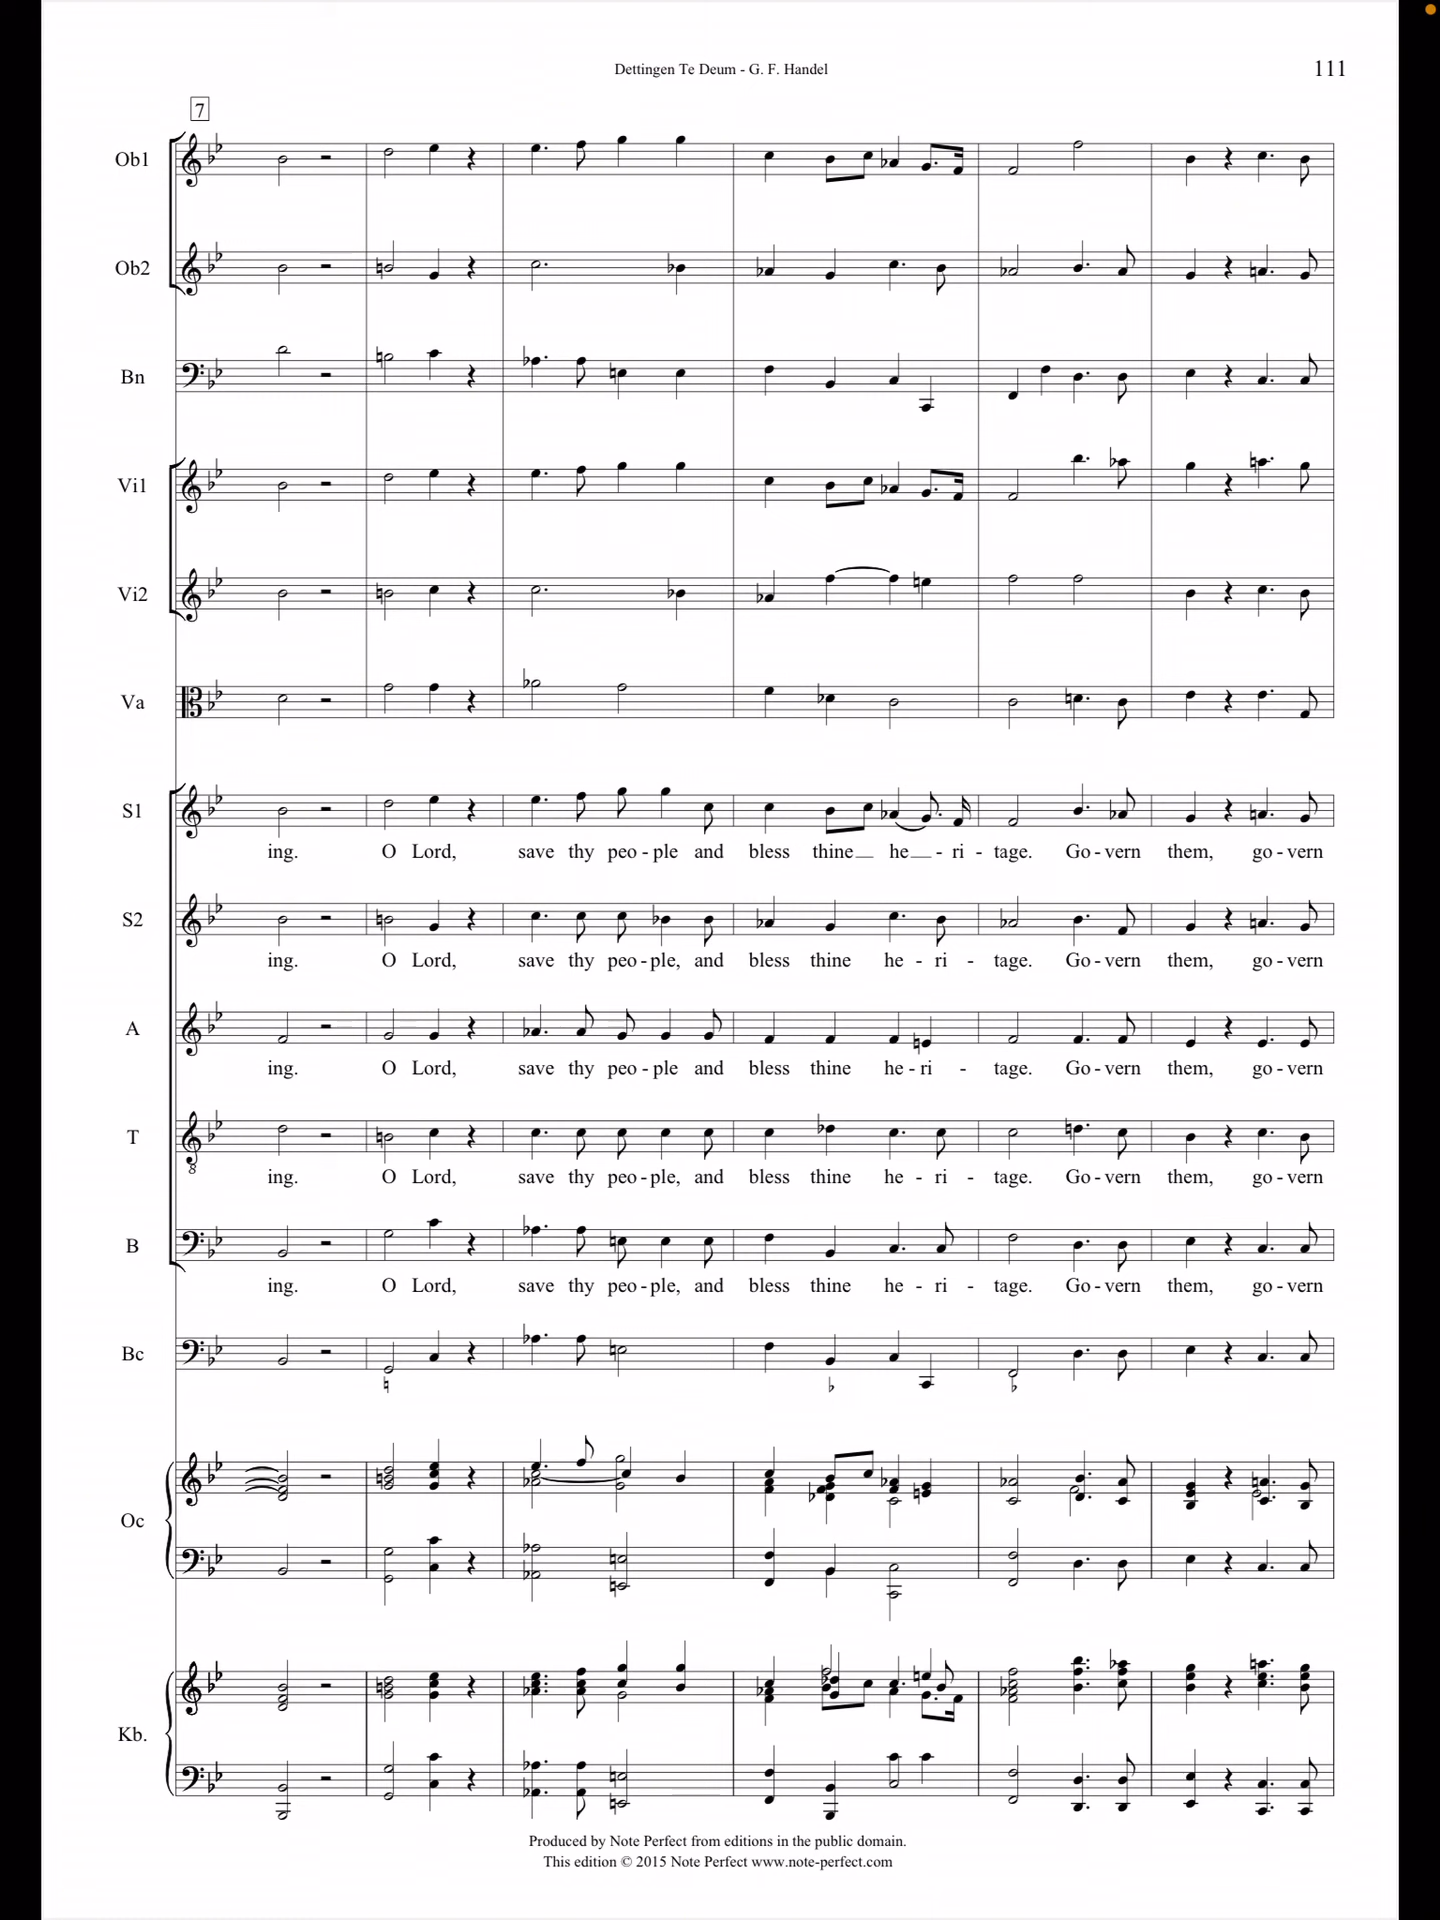 Dettingen Te Deum - G. F. Handel
111
7
Ob1
Ob2
Bn
Vi1
Vi2
Va
S1
ing. O Lord, save thy peo - ple and bless thine he - ri - tage. Go - vern them, go - vern
S2
ing. O Lord, save thy peo - ple, and bless thine he - ri - tage. Go - vern them, go - vern
A
ing. O Lord, save thy peo - ple and bless thine he - ri - tage. Go - vern them, go - vern
T
ing. O Lord, save thy peo - ple, and bless thine he - ri - tage. Go - vern them, go - vern
B
ing. O Lord, save thy peo - ple, and bless thine he - ri - tage. Go - vern them, go - vern
Bc
Oc
Kb.
Produced by Note Perfect from editions in the public domain.
This edition © 2015 Note Perfect www.note-perfect.com